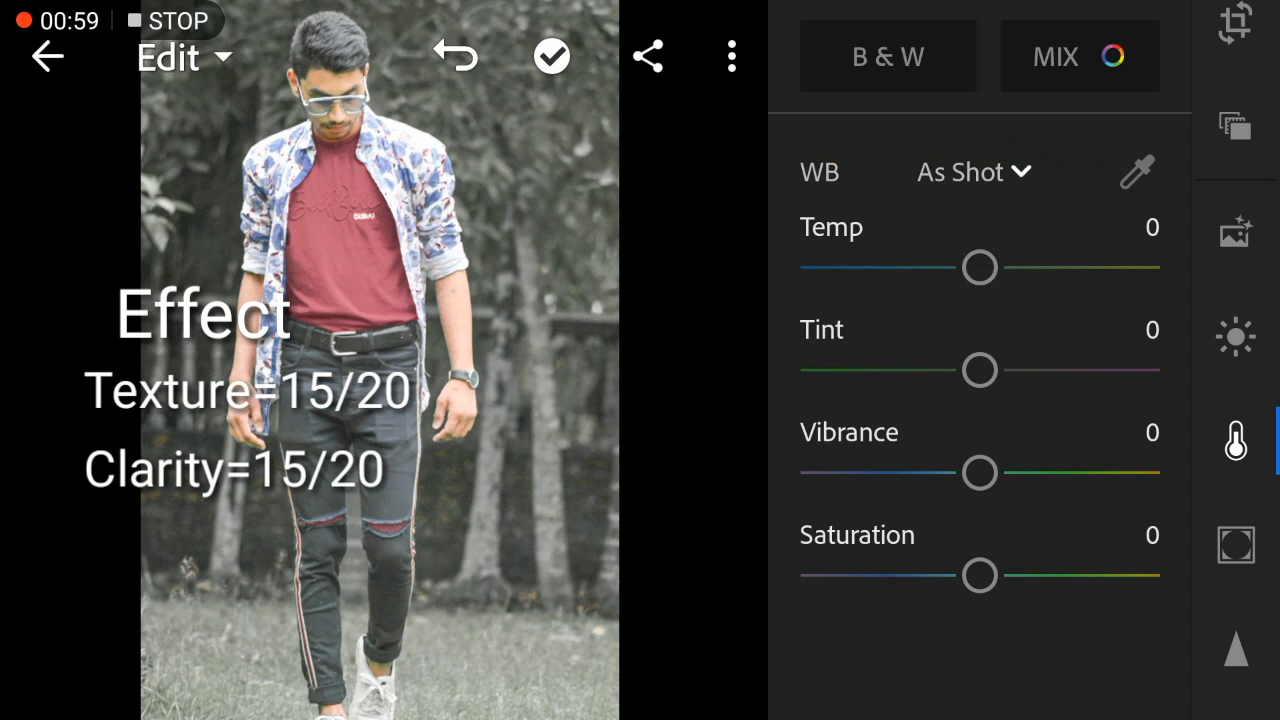 00:59 STOP
Edit
B & W
MIX
WB
As Shot
Temp
0
Tint
0
Vibrance
0
Saturation
0
Effect
Texture=15/20
Clarity=15/20
DUBAI